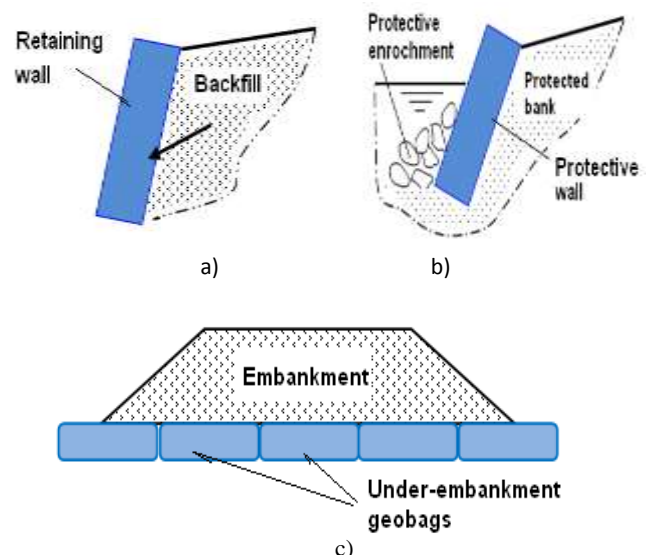 Retaining
wall
Backfill
a)
Protective
enrochment
Protected
bank
Protective
wall
b)
Embankment
Under-embankment
geobags
c)